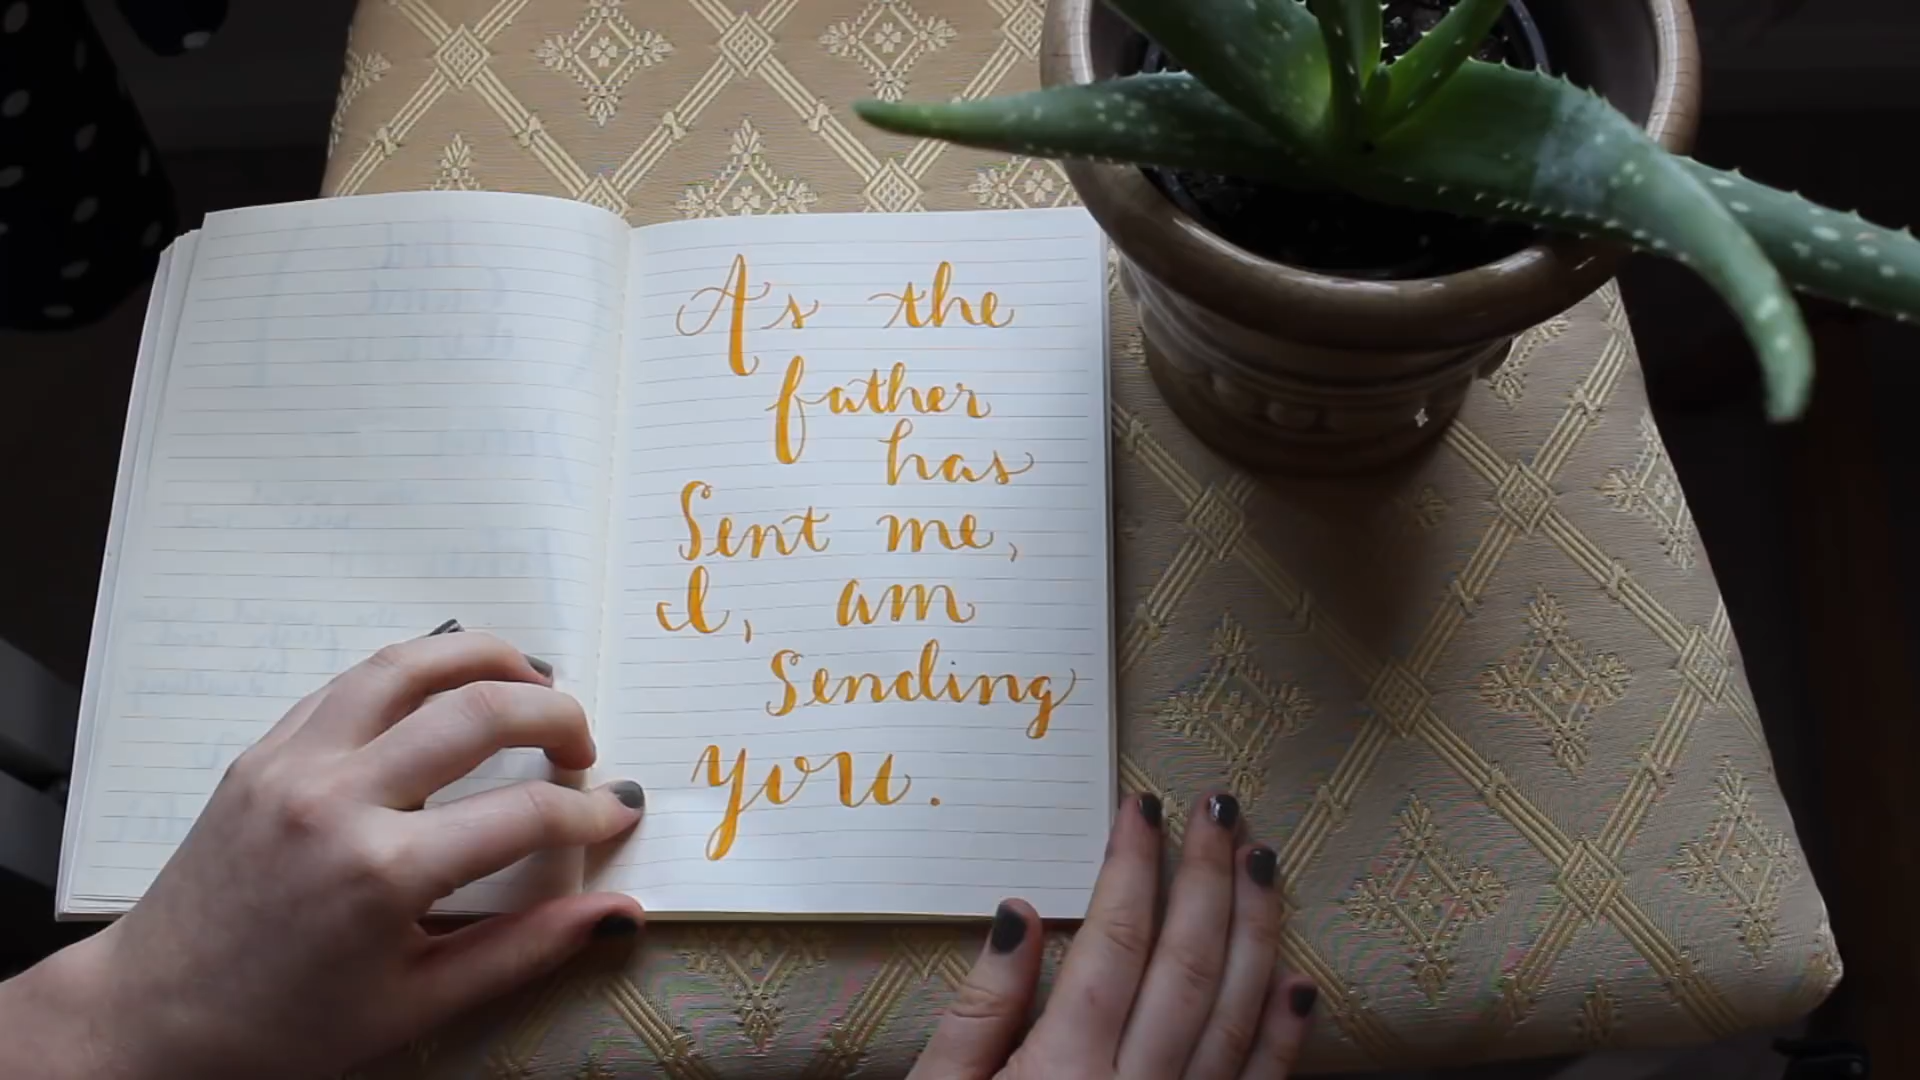 As the
father
has
Sent me,
I, am
Sending
you.